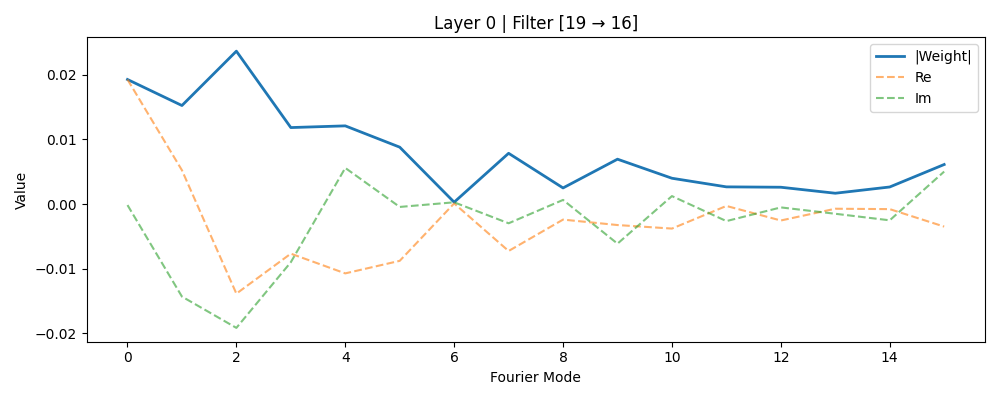 Layer 0 | Filter [19 → 16]
|Weight|
Re
Im
Value
0.02
0.01
0.00
−0.01
−0.02
0 2 4 6 8 10 12 14
Fourier Mode